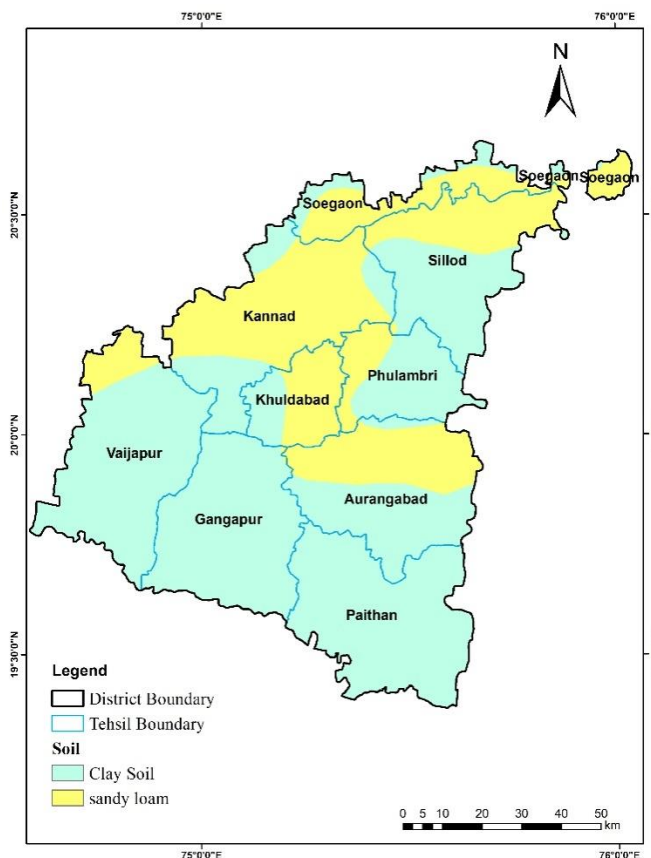 75°0'0"E
76°0'0"E
N
20°30'0"N
20°0'0"N
19°30'0"N
Soegaon
Soegaon
Soegaon
Sillod
Kannad
Phulambri
Khuldabad
Vaijapur
Aurangabad
Gangapur
Paithan
Legend
District Boundary
Tehsil Boundary
Soil
Clay Soil
sandy loam
0 5 10 20 30 40 50
km
75°0'0"E
76°0'0"E